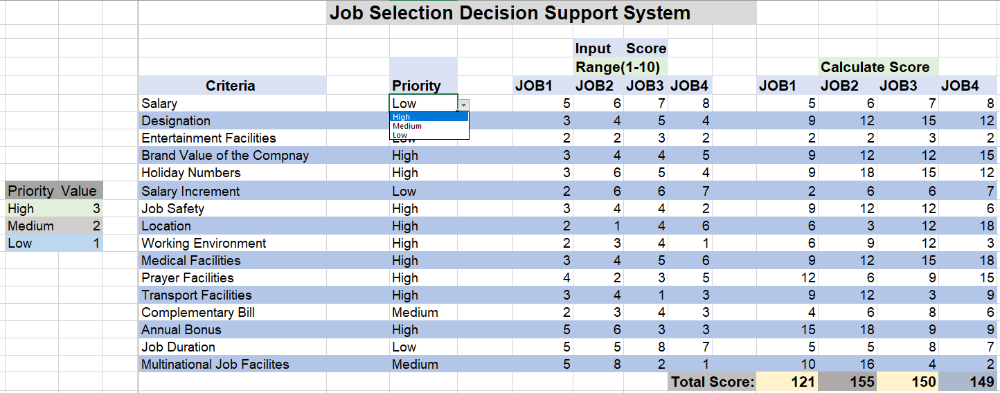 Job Selection Decision Support System
Input Score
Range(1-10) Calculate Score
Criteria Priority JOB1 JOB2 JOB3 JOB4 JOB1 JOB2 JOB3 JOB4
Salary Low 5 6 7 8 5 6 7 8
Designation High 3 4 5 4 9 12 15 12
Medium
Entertainment Facilities Low 2 2 3 2 2 2 3 2
Brand Value of the Compnay High 3 4 4 5 9 12 12 15
Holiday Numbers High 3 6 5 4 9 18 15 12
Priority Value Salary Increment Low 2 6 6 7 2 6 6 7
High 3 Job Safety High 3 4 4 2 9 12 12 6
Medium 2 Location High 2 1 4 6 6 3 12 18
Low 1 Working Environment High 2 3 4 1 6 9 12 3
Medical Facilities High 3 4 5 6 9 12 15 18
Prayer Facilities High 4 2 3 5 12 6 9 15
Transport Facilities High 3 4 1 3 9 12 3 9
Complementary Bill Medium 2 3 4 3 4 6 8 6
Annual Bonus High 5 6 3 3 15 18 9 9
Job Duration Low 5 5 8 7 5 5 8 7
Multinational Job Facilites Medium 5 8 2 1 10 16 4 2
Total Score: 121 155 150 149